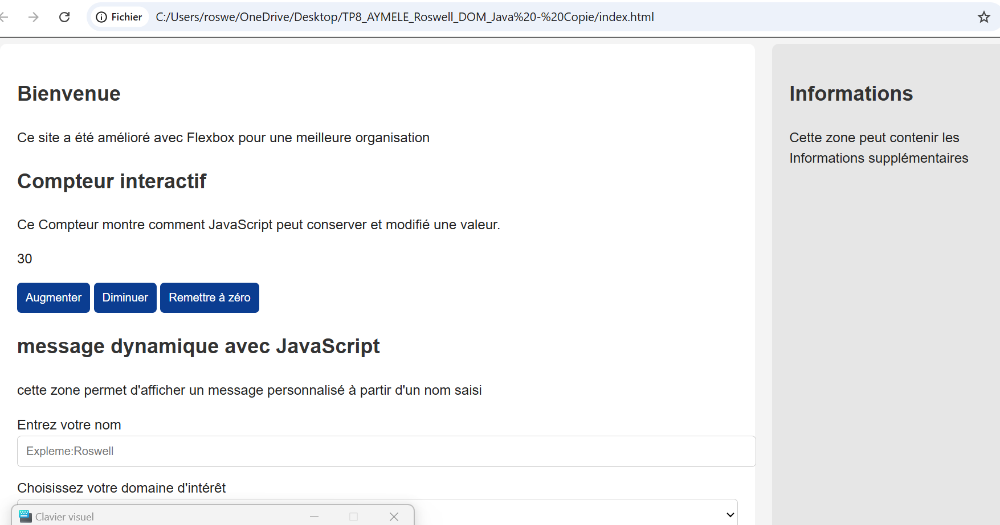 Fichier C:/Users/roswe/OneDrive/Desktop/TP8_AYMELE_Roswell_DOM_Java%20-%20Copie/index.html
Bienvenue
Ce site a été amélioré avec Flexbox pour une meilleure organisation
Compteur interactif
Ce Compteur montre comment JavaScript peut conserver et modifié une valeur.
30
Augmenter Diminuer Remettre à zéro
message dynamique avec JavaScript
cette zone permet d'afficher un message personnalisé à partir d'un nom saisi
Entrez votre nom
Expleme:Roswell
Choisissez votre domaine d'intérêt
Clavier visuel
Informations
Cette zone peut contenir les
Informations supplémentaires